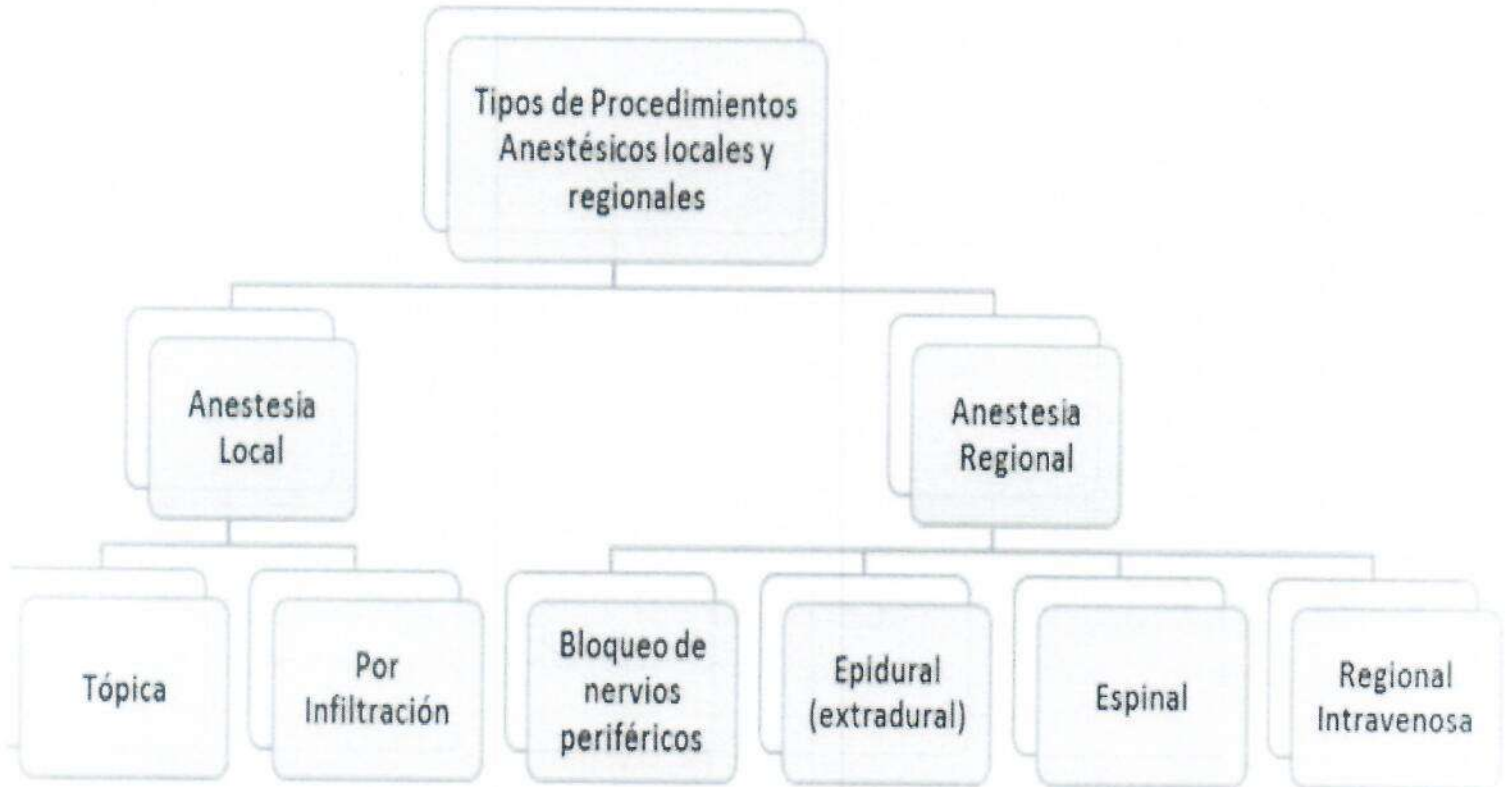 Tipos de Procedimientos
Anestésicos locales y
regionales
Anestesia
Local
Anestesia
Regional
Tópica
Por
Infiltración
Bloqueo de
nervios
periféricos
Epidural
(extradural)
Espinal
Regional
Intravenosa